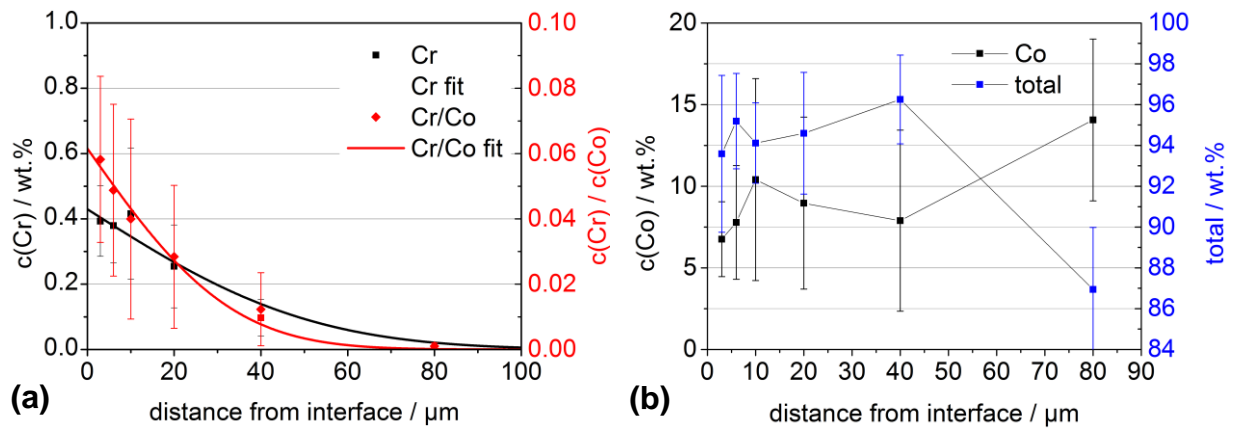 1.0
0.8
0.6
0.4
0.2
0.0
c(Cr) / wt.%
0.10
0.08
0.06
0.04
0.02
0.00
c(Cr) / c(Co)
Cr
Cr fit
Cr/Co
Cr/Co fit
0 20 40 60 80 100
distance from interface / µm
(a)
20
15
10
5
0
c(Co) / wt.%
100
98
96
94
92
90
88
86
84
total / wt.%
Co
total
0 10 20 30 40 50 60 70 80 90
distance from interface / µm
(b)